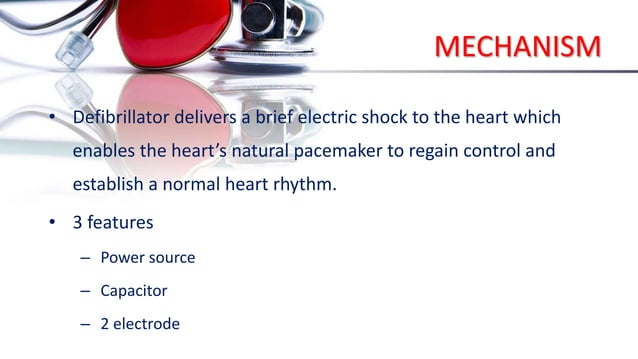 MECHANISM
• Defibrillator delivers a brief electric shock to the heart which
enables the heart’s natural pacemaker to regain control and
establish a normal heart rhythm.
• 3 features
– Power source
– Capacitor
– 2 electrode